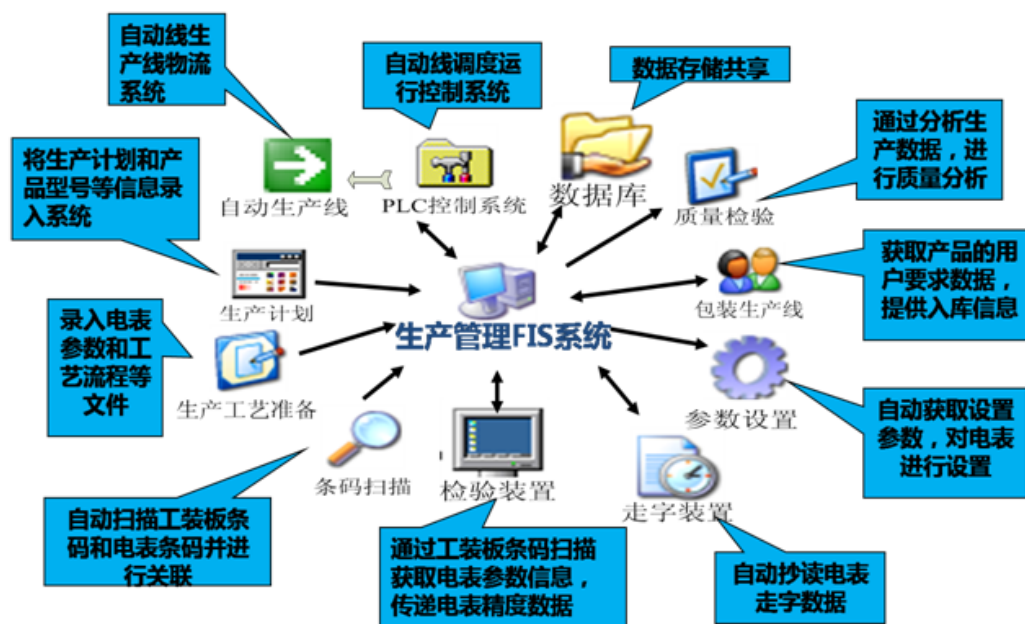 自动线生
产线物流
系统
自动线调度运
行控制系统
数据存储共享
通过分析生
产数据，进
行质量分析
将生产计划和产
品型号等信息录
入系统
自动生产线
PLC控制系统
数据库
质量检验
获取产品的用
户要求数据，
提供入库信息
生产计划
包装生产线
生产管理FIS系统
录入电表
参数和工
艺流程等
文件
生产工艺准备
参数设置
自动获取设置
参数，对电表
进行设置
条码扫描
检验装置
走字装置
自动扫描工装板条
码和电表条码并进
行关联
通过工装板条码扫描
获取电表参数信息，
传递电表精度数据
自动抄读电表
走字数据